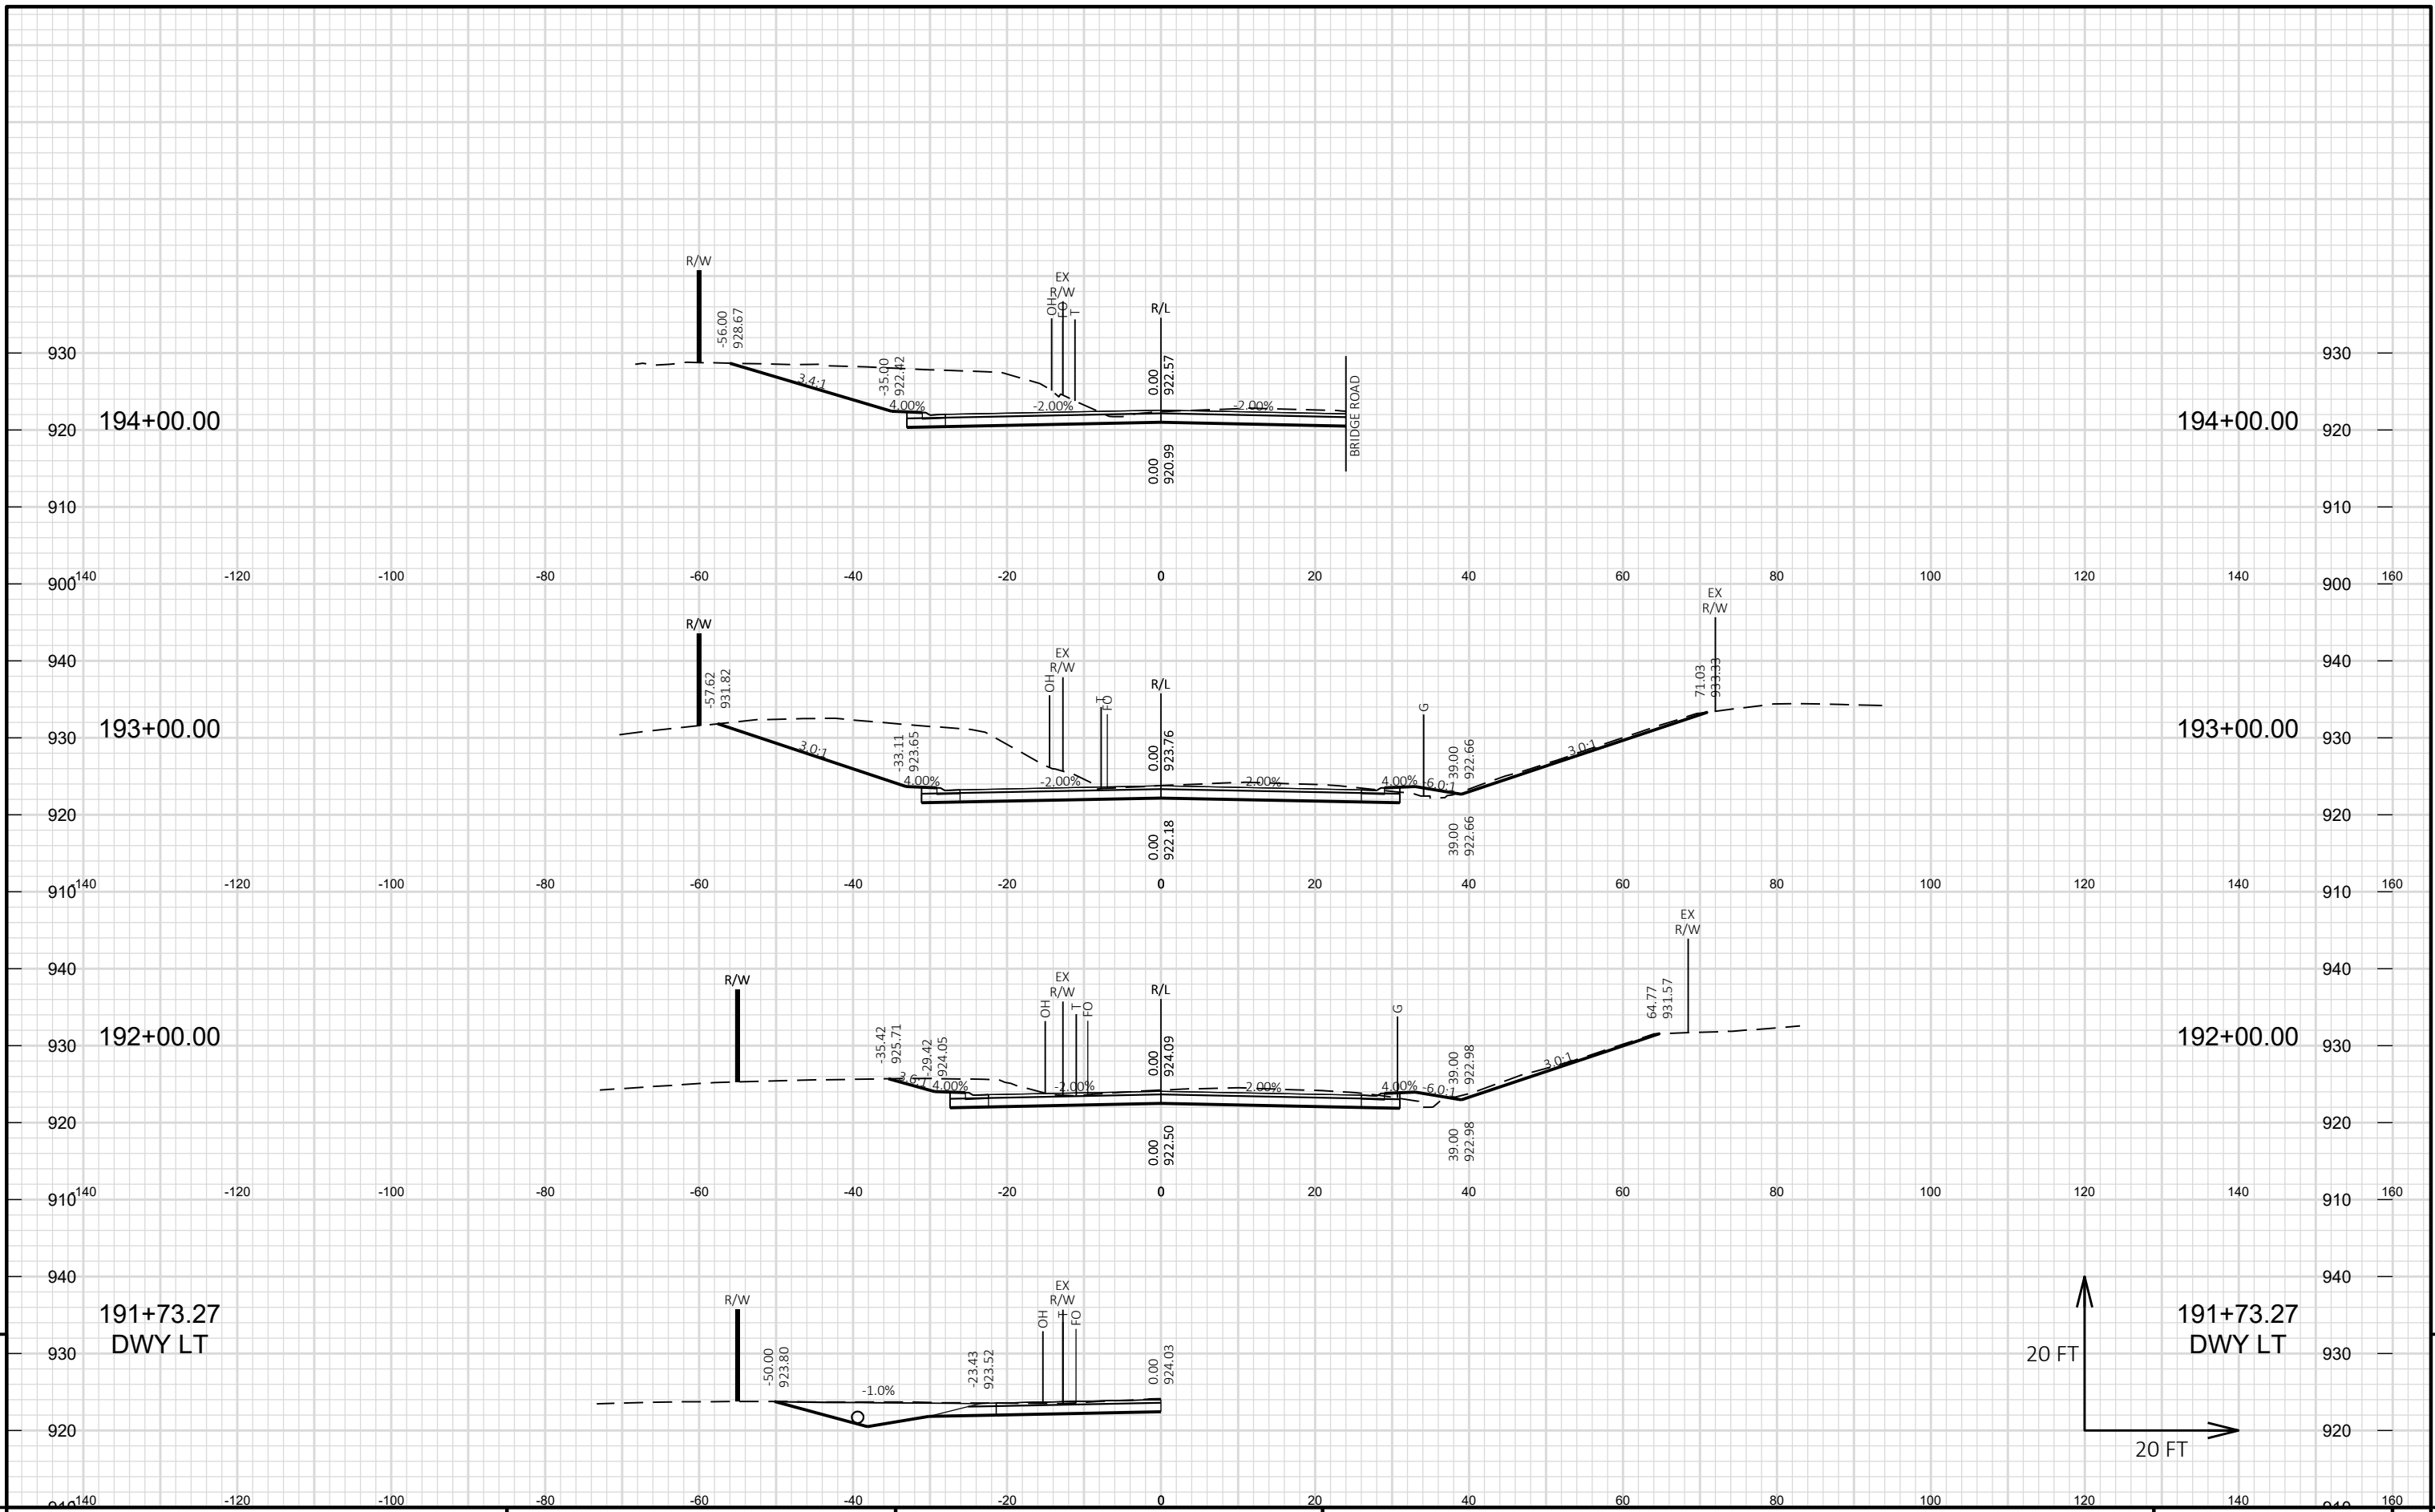 R/W
-56.00
928.67
3.4:1
-35.00
922.42
4.00%
OH
EX
R/W
FO
T
-2.00%
R/L
0.00
922.57
-2.00%
BRIDGE ROAD
0.00
920.99
930
920
910
900
194+00.00
194+00.00
930
920
910
900
-140 -120 -100 -80 -60 -40 -20 0 20 40 60 80 100 120 140 160
R/W
-57.62
931.82
3.0:1
-33.11
923.65
4.00%
OH
EX
R/W
T
FO
-2.00%
R/L
0.00
923.76
-2.00%
4.00%
G
-6.0:1
39.00
922.66
3.0:1
71.03
933.33
EX
R/W
0.00
922.18
39.00
922.66
940
930
920
910
193+00.00
193+00.00
940
930
920
910
-140 -120 -100 -80 -60 -40 -20 0 20 40 60 80 100 120 140 160
R/W
-35.42
925.71
3.6:1
-29.42
924.05
4.00%
OH
EX
R/W
T
FO
-2.00%
R/L
0.00
924.09
-2.00%
4.00%
G
-6.0:1
39.00
922.98
3.0:1
64.77
931.57
EX
R/W
0.00
922.50
39.00
922.98
940
930
920
910
192+00.00
192+00.00
940
930
920
910
-140 -120 -100 -80 -60 -40 -20 0 20 40 60 80 100 120 140 160
R/W
-50.00
923.80
-1.0%
-23.43
923.52
OH
EX
R/W
T
FO
0.00
924.03
940
930
920
910
191+73.27
DWY LT
20 FT
20 FT
191+73.27
DWY LT
940
930
920
910
-140 -120 -100 -80 -60 -40 -20 0 20 40 60 80 100 120 140 160